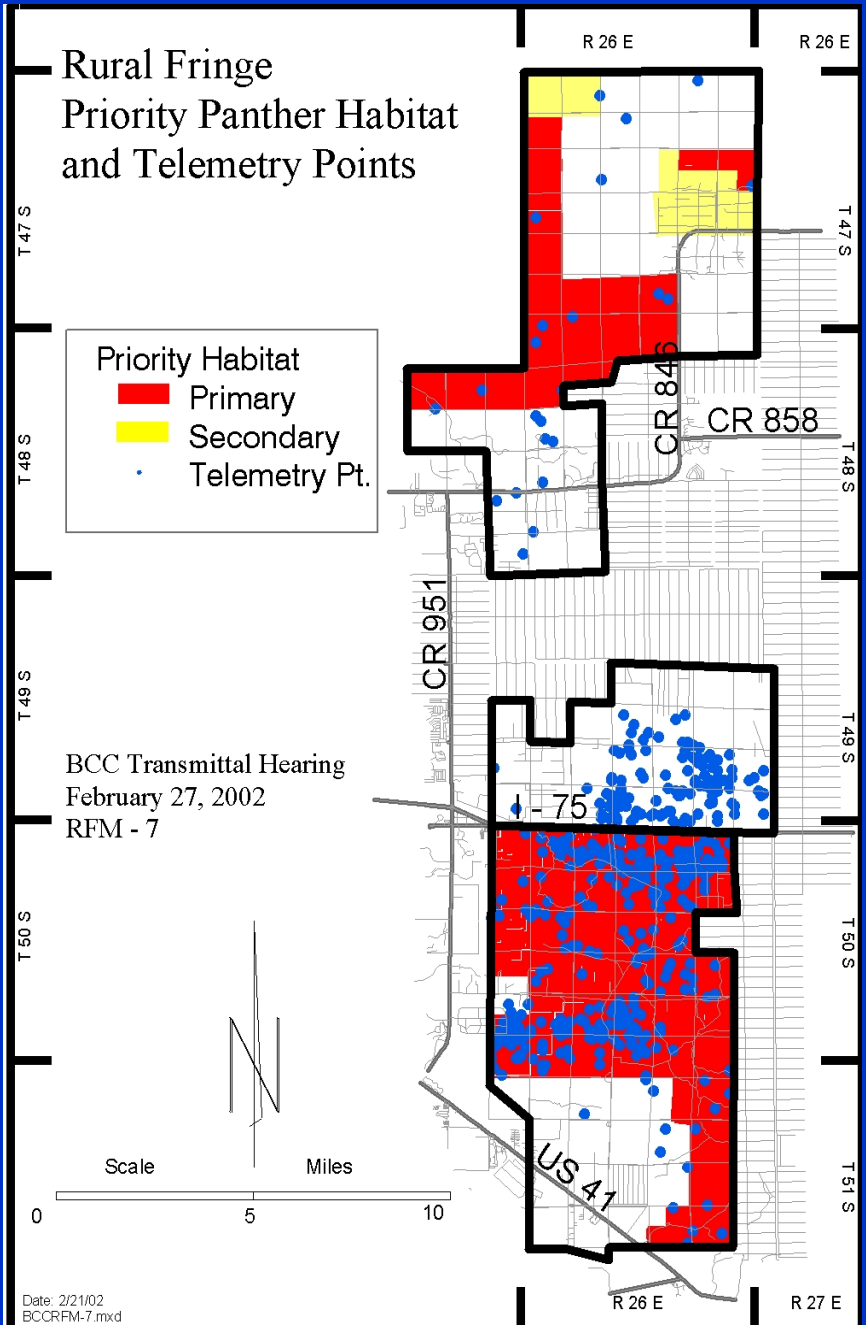 R 26 E
R 26 E
Rural Fringe
Priority Panther Habitat
and Telemetry Points
T 47 S
T 47 S
Priority Habitat
Primary
Secondary
Telemetry Pt.
CR 846
CR 858
T 48 S
T 48 S
CR 951
T 49 S
T 49 S
BCC Transmittal Hearing
February 27, 2002
RFM - 7
I - 75
T 50 S
T 50 S
N
US 41
T 51 S
Scale
Miles
0
5
10
Date: 2/21/02
BCCRFM-7.mxd
R 26 E
R 27 E